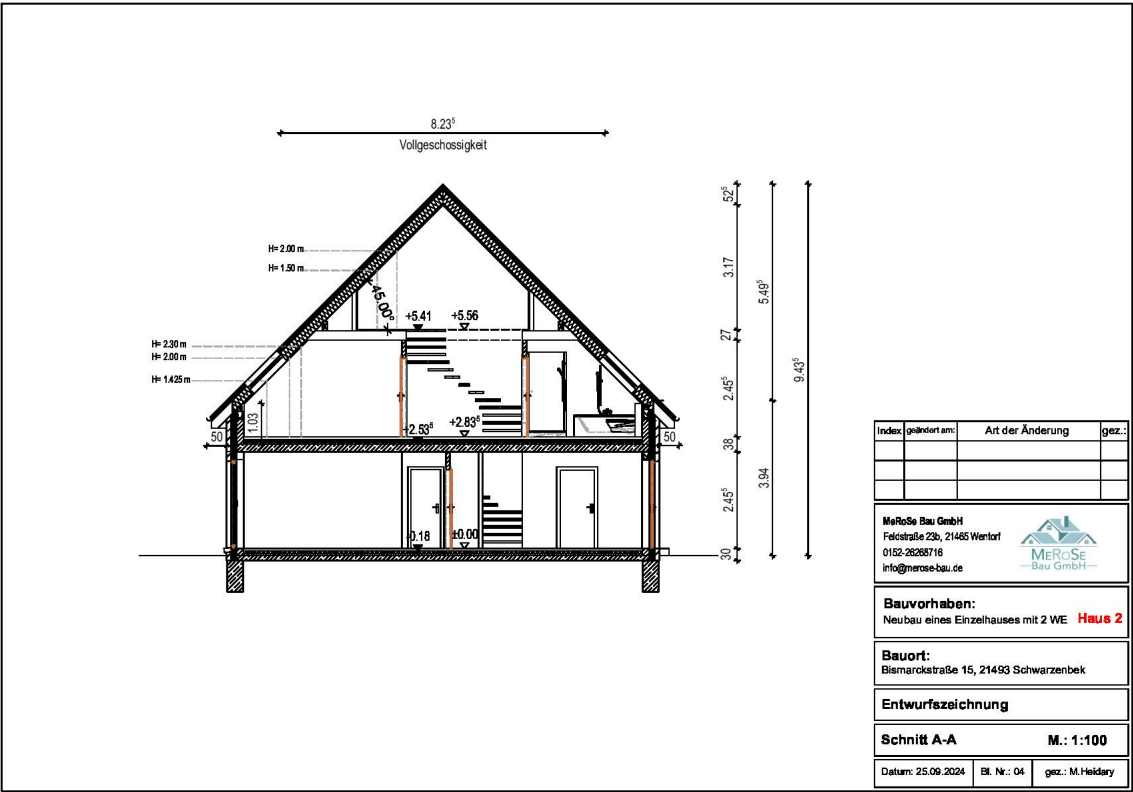 8.23⁵
Vollgeschossigkeit
52⁵
3.17
27
2.45⁵
38
2.45⁵
30
5.49⁵
3.94
9.43⁵
H= 2.00 m
H= 1.50 m
45.00°
+5.41
+5.56
H= 2.30 m
H= 2.00 m
H= 1.425 m
1.03
50
+2.53⁵
+2.83⁵
50
-0.18
±0.00
Index geändert am: Art der Änderung gez.:
MeRoSe Bau GmbH
Feldstraße 23b, 21465 Wentorf
0152-26268716
info@merose-bau.de
MeRoSe
Bau GmbH
Bauvorhaben:
Neubau eines Einzelhauses mit 2 WE Haus 2
Bauort:
Bismarckstraße 15, 21493 Schwarzenbek
Entwurfszeichnung
Schnitt A-A M.: 1:100
Datum: 25.09.2024 Bl. Nr.: 04 gez.: M.Heidary